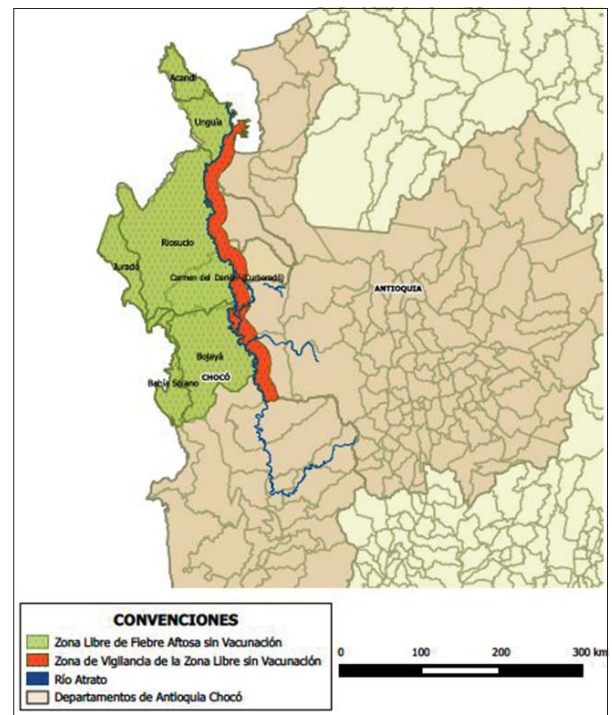 Acandí
Unguía
Riosucio
Juradó
Carmen del Darién (Curbaradó)
ANTIOQUIA
Bojayá
Bahía Solano
CHOCÓ
CONVENCIONES
Zona Libre de Fiebre Aftosa sin Vacunación
Zona de Vigilancia de la Zona Libre sin Vacunación
Río Atrato
Departamentos de Antioquia Chocó
0 100 200 300 km